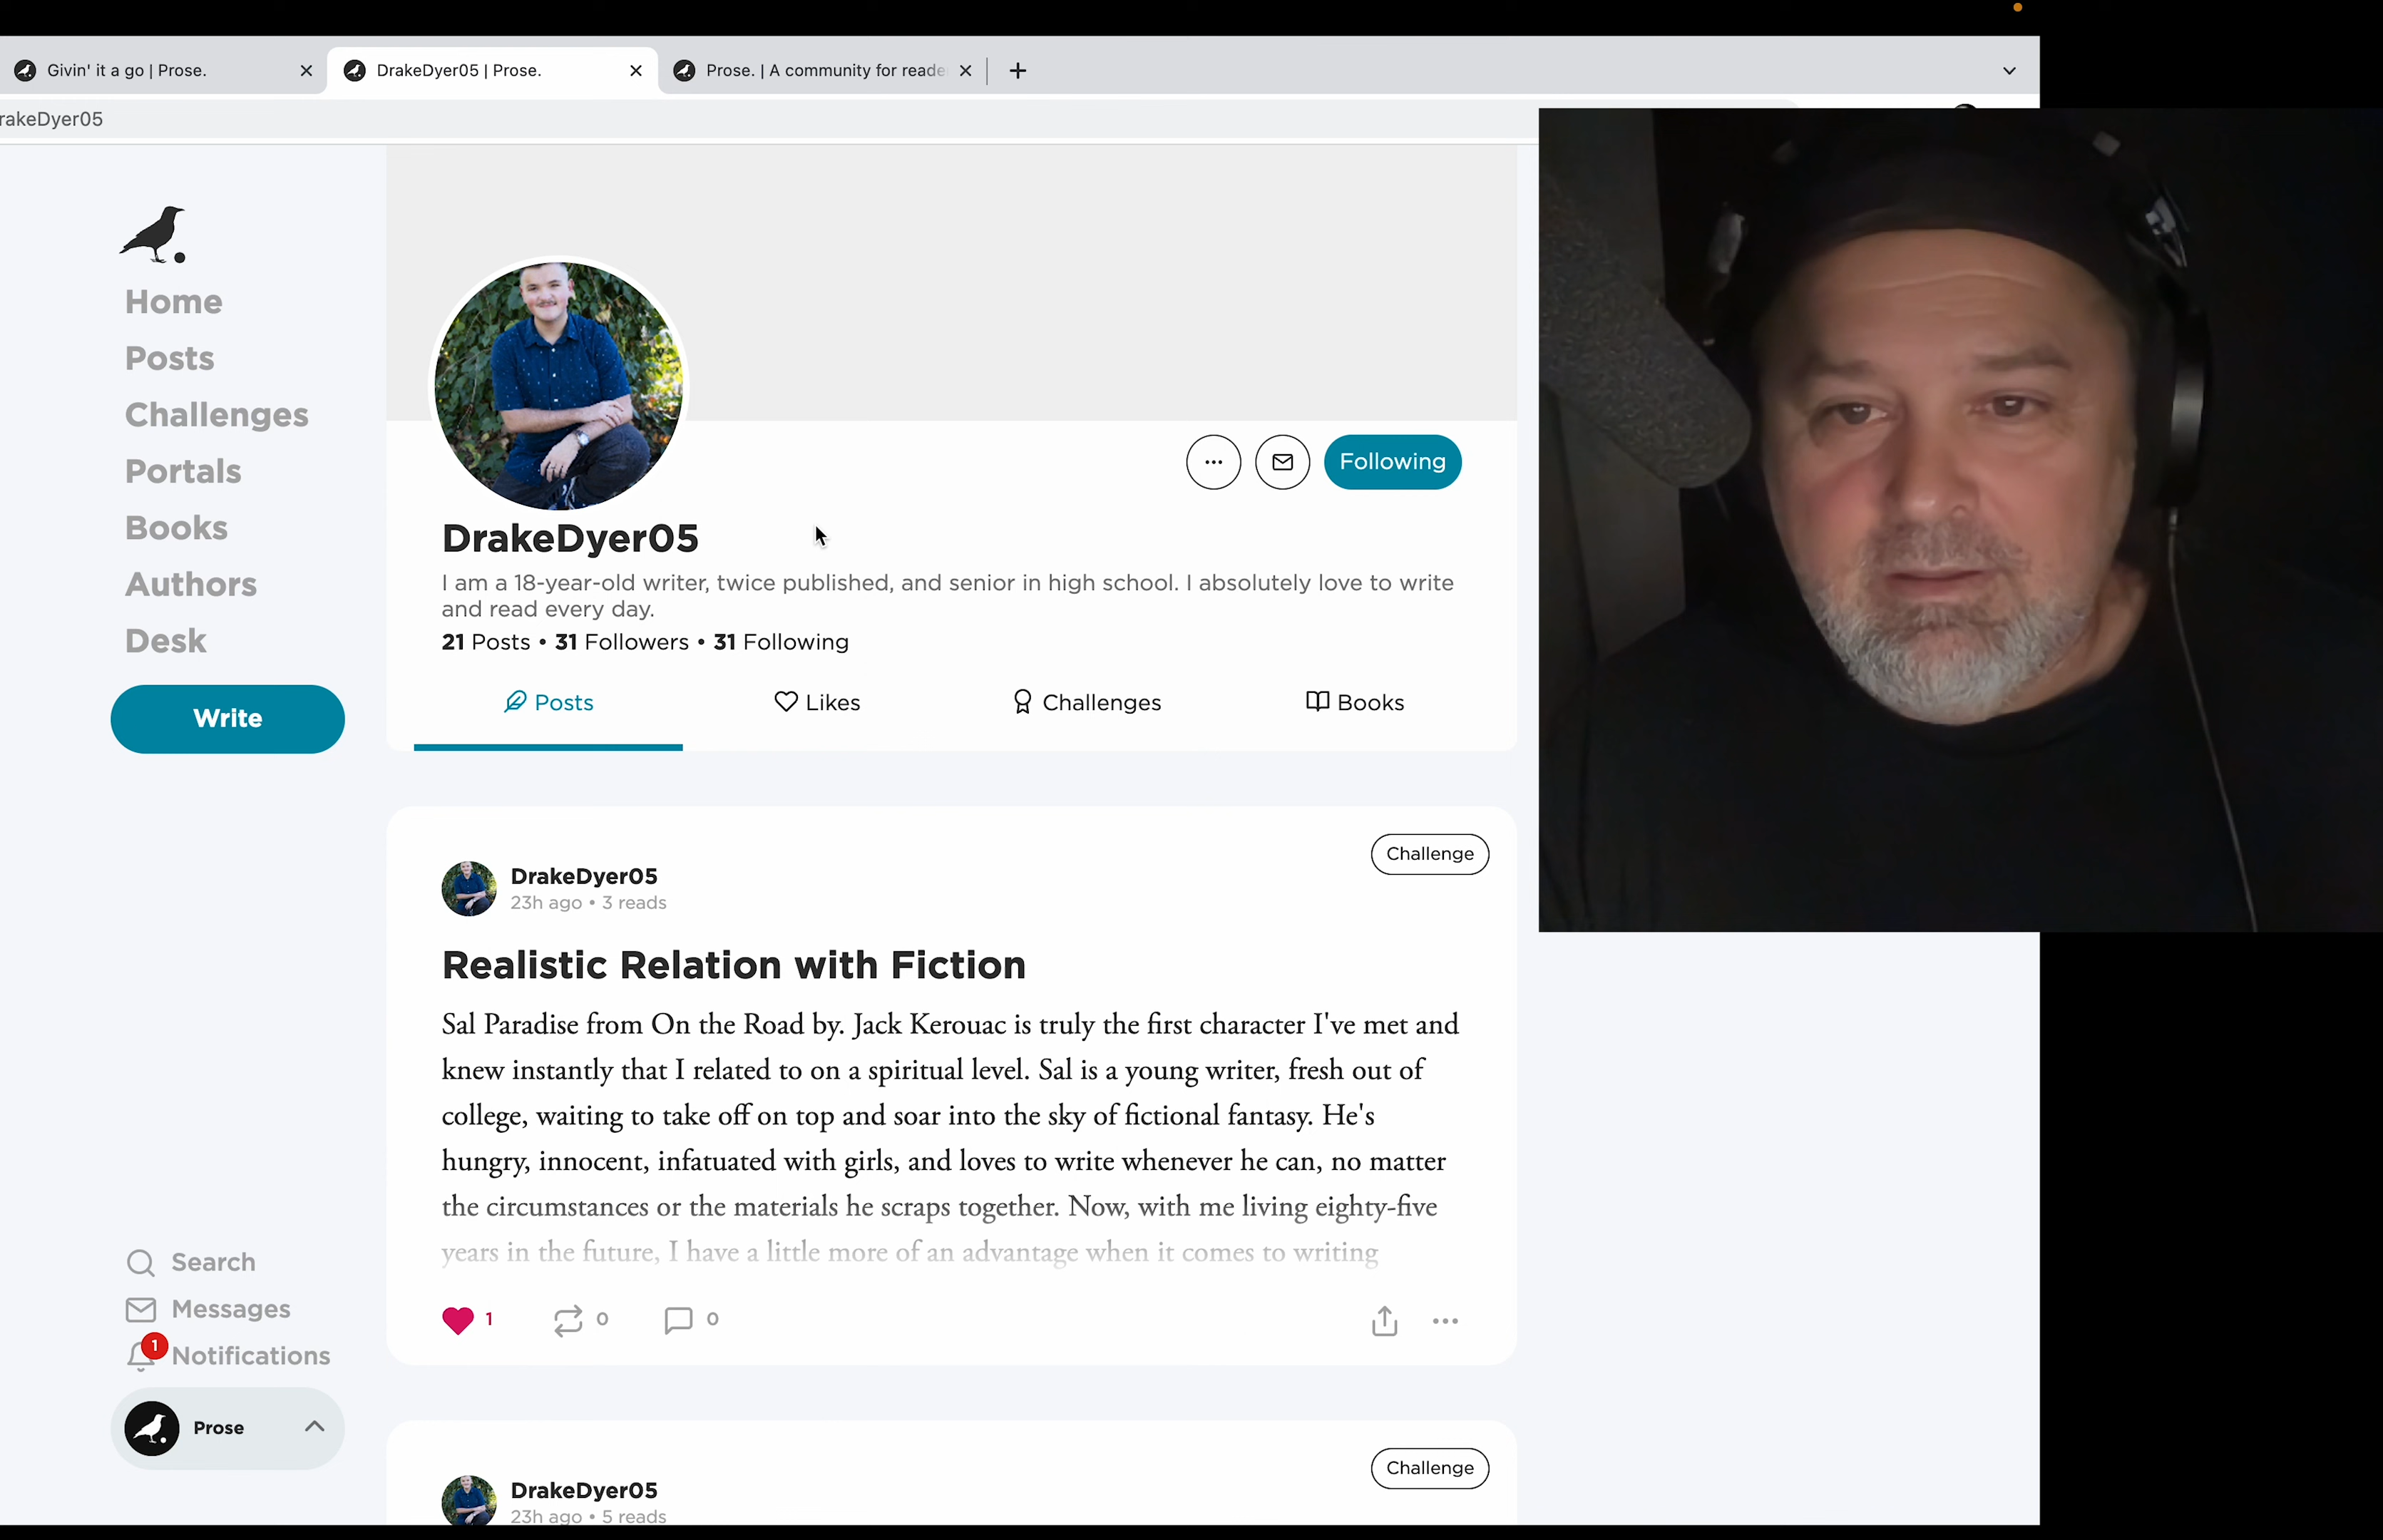 Givin' it a go | Prose.
DrakeDyer05 | Prose.
Prose. | A community for reade
rakeDyer05
Home
Posts
Challenges
Portals
Books
Authors
Desk
Write
Search
Messages
1
Notifications
Prose
Following
DrakeDyer05
I am a 18-year-old writer, twice published, and senior in high school. I absolutely love to write
and read every day.
21 Posts • 31 Followers • 31 Following
Posts
Likes
Challenges
Books
Challenge
DrakeDyer05
23h ago • 3 reads
Realistic Relation with Fiction
Sal Paradise from On the Road by. Jack Kerouac is truly the first character I've met and
knew instantly that I related to on a spiritual level. Sal is a young writer, fresh out of
college, waiting to take off on top and soar into the sky of fictional fantasy. He's
hungry, innocent, infatuated with girls, and loves to write whenever he can, no matter
the circumstances or the materials he scraps together. Now, with me living eighty-five
years in the future, I have a little more of an advantage when it comes to writing
1
0
0
Challenge
DrakeDyer05
23h ago • 5 reads